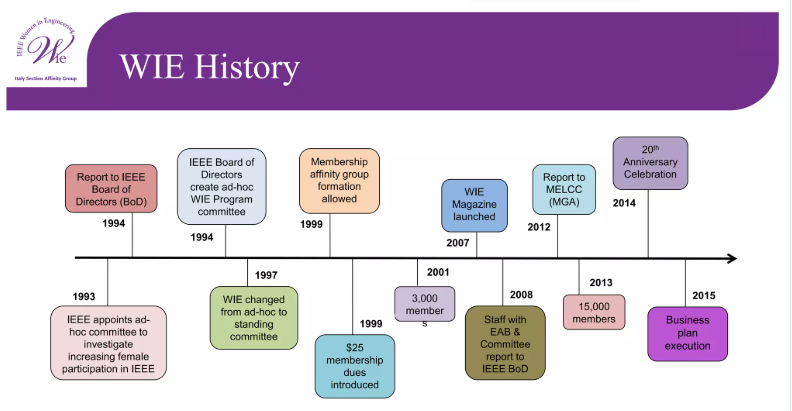 IEEE Women in Engineering
Wie
Italy Section Affinity Group
WIE History
Report to IEEE
Board of
Directors (BoD)
1994
IEEE Board of
Directors
create ad-hoc
WIE Program
committee
1994
Membership
affinity group
formation
allowed
1999
WIE
Magazine
launched
2007
Report to
MELCC
(MGA)
2012
20th
Anniversary
Celebration
2014
1993
IEEE appoints ad-
hoc committee to
investigate
increasing female
participation in IEEE
1997
WIE changed
from ad-hoc to
standing
committee
1999
$25
membership
dues
introduced
2001
3,000
member
s
2008
Staff with
EAB &
Committee
report to
IEEE BoD
2013
15,000
members
2015
Business
plan
execution